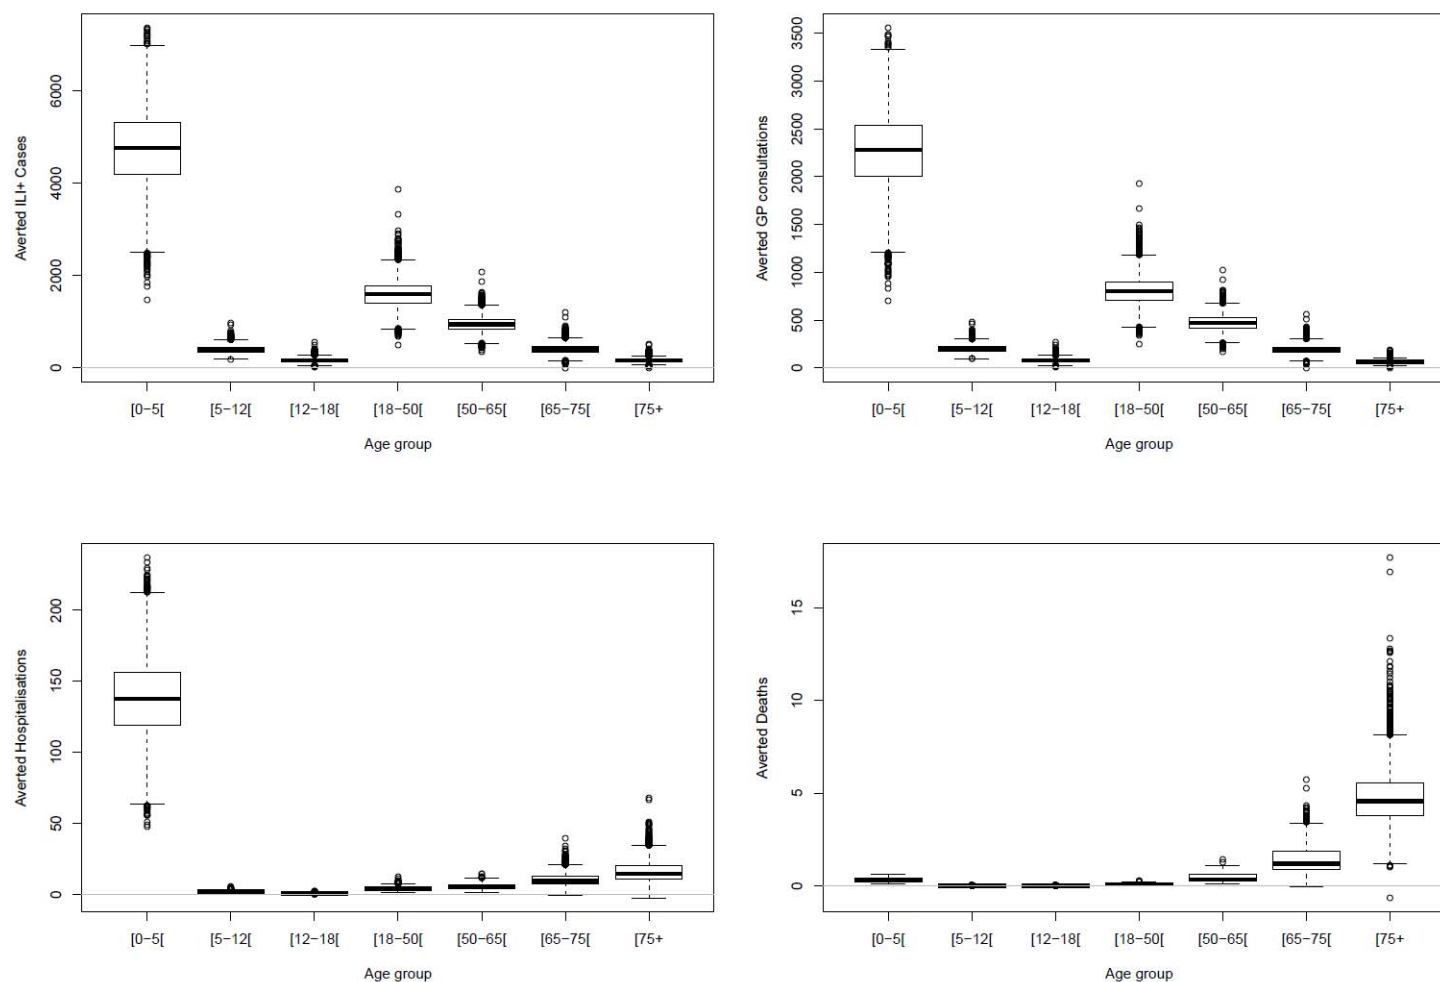 Averted ILI+ Cases
6000
4000
2000
0
[0−5[ [5−12[ [12−18[ [18−50[ [50−65[ [65−75[ [75+
Age group
Averted GP consultations
3500
3000
2500
2000
1500
1000
500
0
[0−5[ [5−12[ [12−18[ [18−50[ [50−65[ [65−75[ [75+
Age group
Averted Hospitalisations
200
150
100
50
0
[0−5[ [5−12[ [12−18[ [18−50[ [50−65[ [65−75[ [75+
Age group
Averted Deaths
15
10
5
0
[0−5[ [5−12[ [12−18[ [18−50[ [50−65[ [65−75[ [75+
Age group